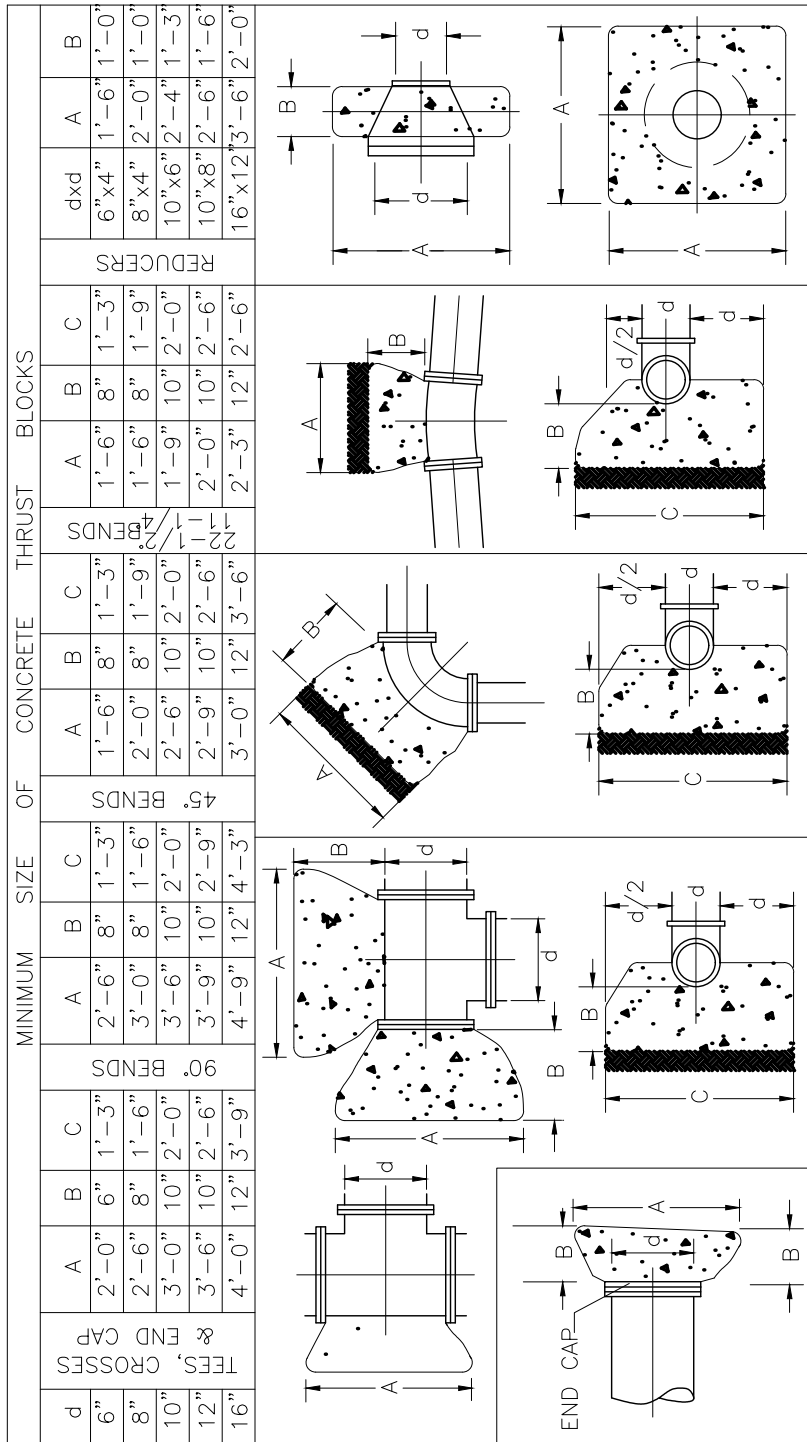 MINIMUM SIZE OF CONCRETE THRUST BLOCKS
d TEES, CROSSES & END CAP A B C 90° BENDS A B C 45° BENDS A B C 22-1/2° 11-1/4 BENDS A B C REDUCERS dxd A B
6" 2'-0" 6" 1'-3" 2'-6" 8" 1'-3" 1'-6" 8" 1'-3" 1'-6" 8" 1'-3" 6"x4" 1'-6" 1'-0"
8" 2'-6" 8" 1'-6" 3'-0" 8" 1'-6" 2'-0" 8" 1'-9" 1'-6" 8" 1'-9" 8"x4" 2'-0" 1'-0"
10" 3'-0" 10" 2'-0" 3'-6" 10" 2'-0" 2'-6" 10" 2'-0" 1'-9" 10" 2'-0" 10"x6" 2'-4" 1'-3"
12" 3'-6" 10" 2'-6" 3'-9" 10" 2'-9" 2'-9" 10" 2'-6" 2'-0" 10" 2'-6" 10"x8" 2'-6" 1'-6"
16" 4'-0" 12" 3'-9" 4'-9" 12" 4'-3" 3'-0" 12" 3'-6" 2'-3" 12" 2'-6" 16"x12" 3'-6" 2'-0"
A
d
A
B
A
B
d
d
A
B
A
B
B
d
A
d
END CAP
B
A
d
B
C
B
d/2
d
d
C
B
d/2
d
d
C
B
d/2
d
d
A
A